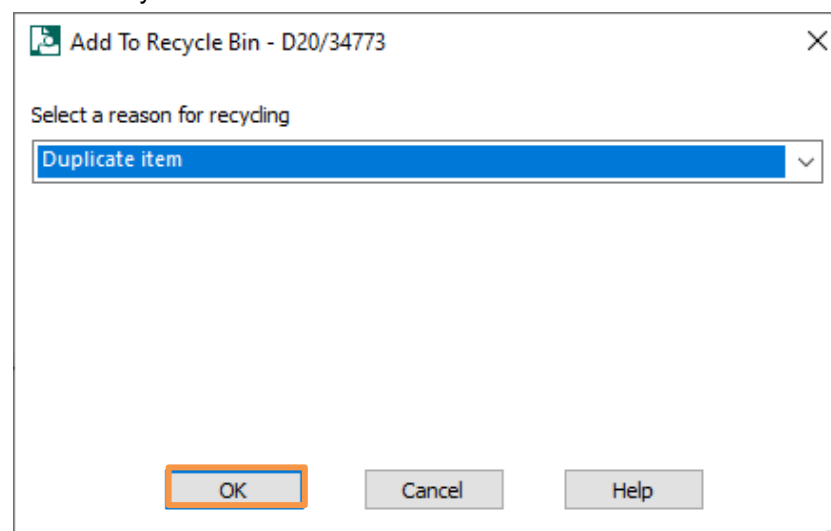 Add To Recycle Bin - D20/34773
Select a reason for recycling
Duplicate item
OK Cancel Help